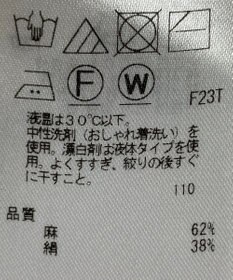 F
W
F23T
液温は30℃以下。
中性洗剤（おしゃれ着洗い）を
使用。漂白剤は液体タイプを使
用。よくすすぎ、絞りの後すぐ
に干すこと。
110
品質
麻 62%
絹 38%